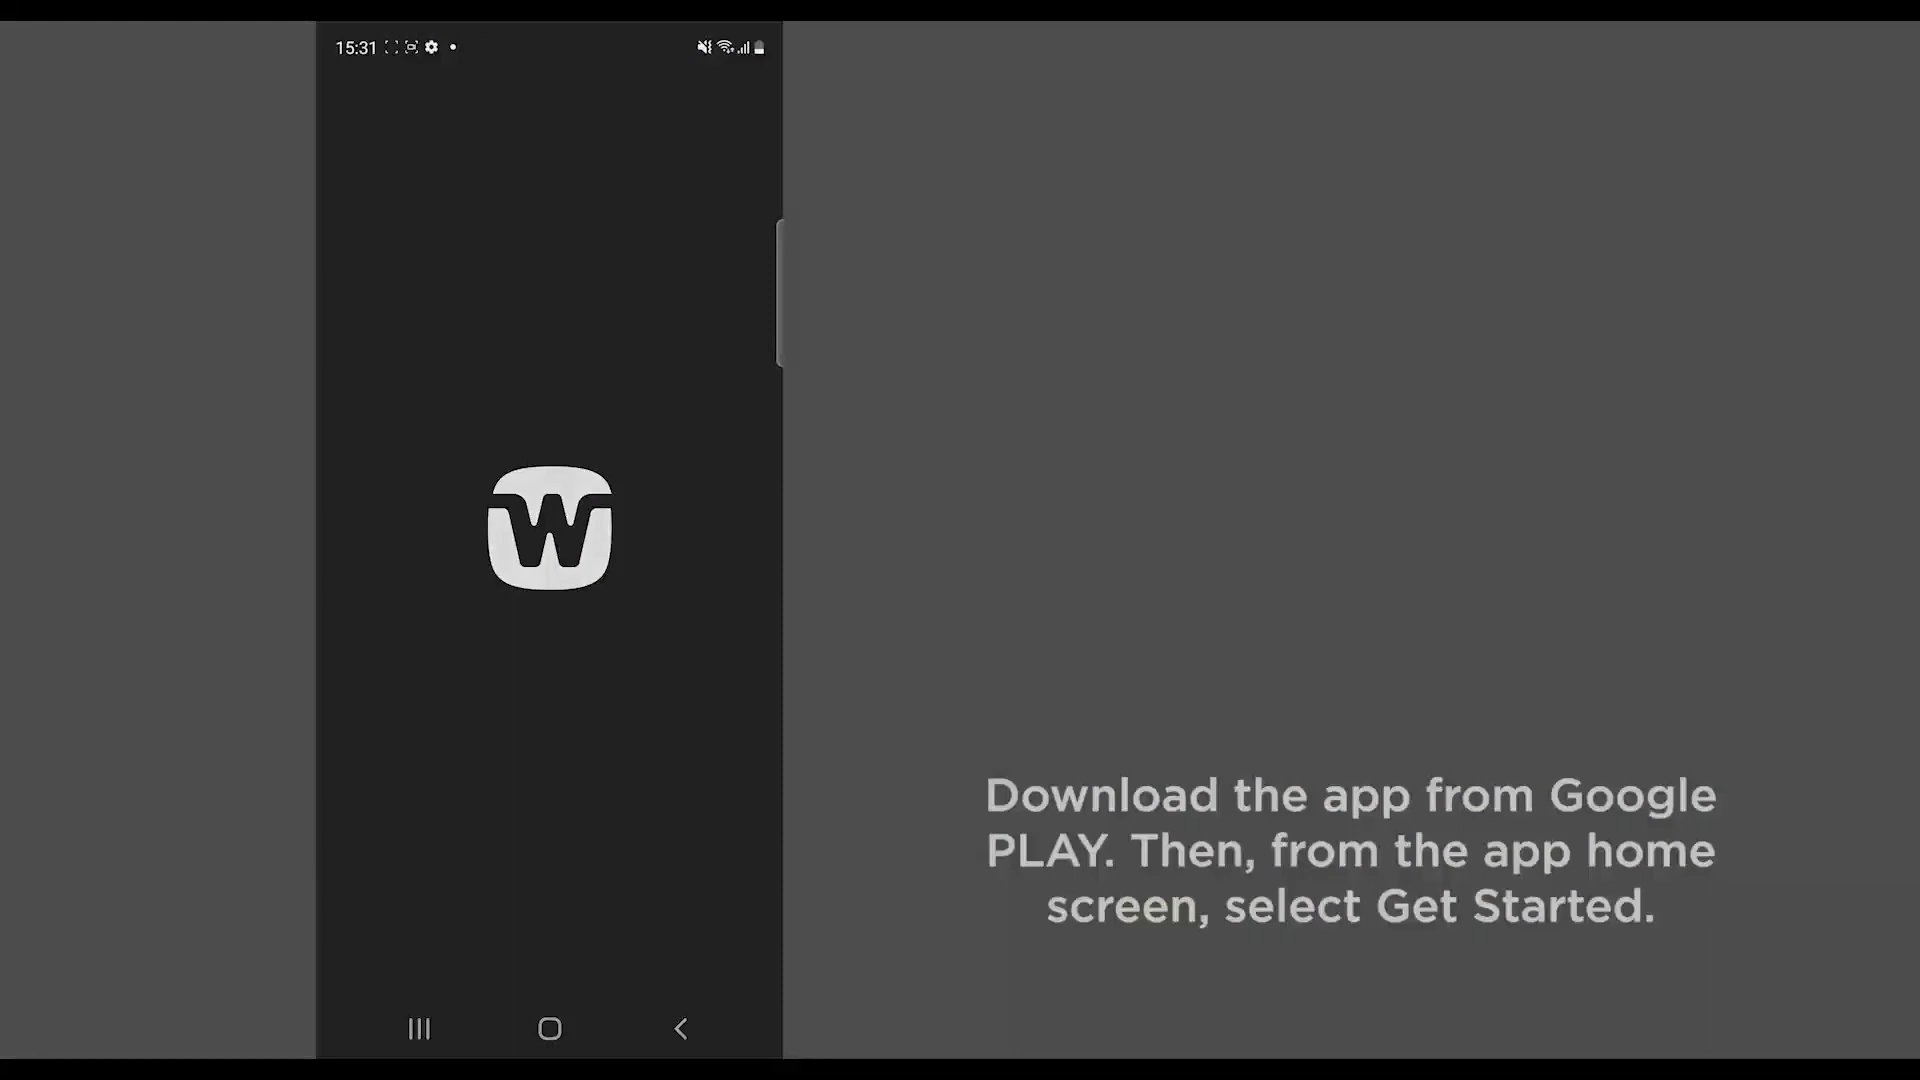 15:31
W
Download the app from Google
PLAY. Then, from the app home
screen, select Get Started.